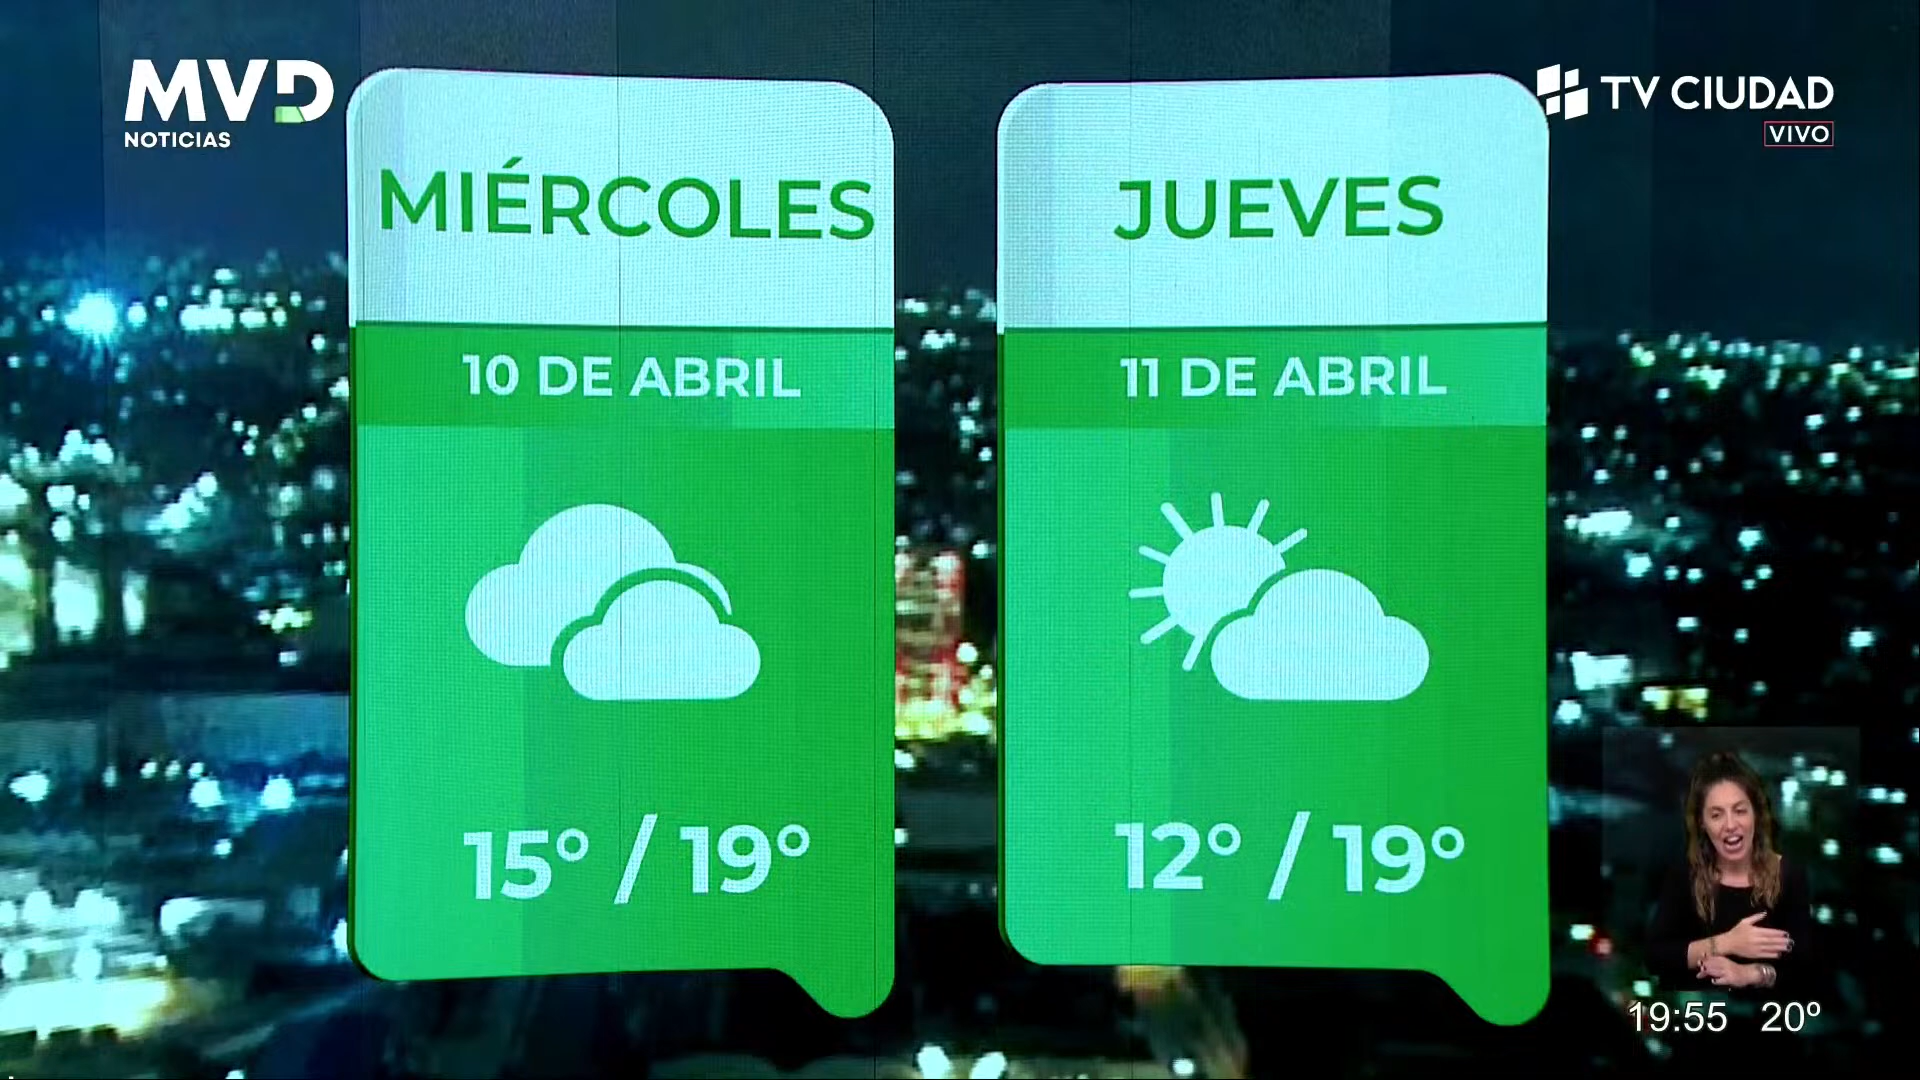 MVD
NOTICIAS
TV CIUDAD
VIVO
MIÉRCOLES
10 DE ABRIL
15° / 19°
JUEVES
11 DE ABRIL
12° / 19°
19:55 20º